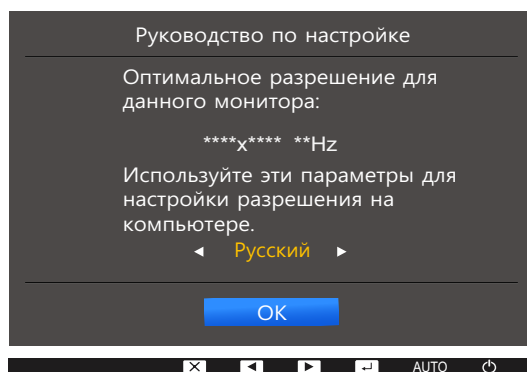 Руководство по настройке
Оптимальное разрешение для
данного монитора:
****x**** **Hz
Используйте эти параметры для
настройки разрешения на
компьютере.
Русский
OK
AUTO